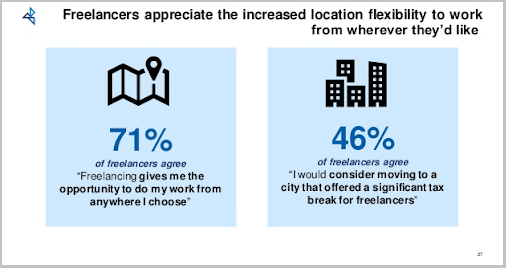 Freelancers appreciate the increased location flexibility to work
from wherever they'd like
71%
of freelancers agree
"Freelancing gives me the
opportunity to do my work from
anywhere I choose"
46%
of freelancers agree
"I would consider moving to a
city that offered a significant tax
break for freelancers"
27